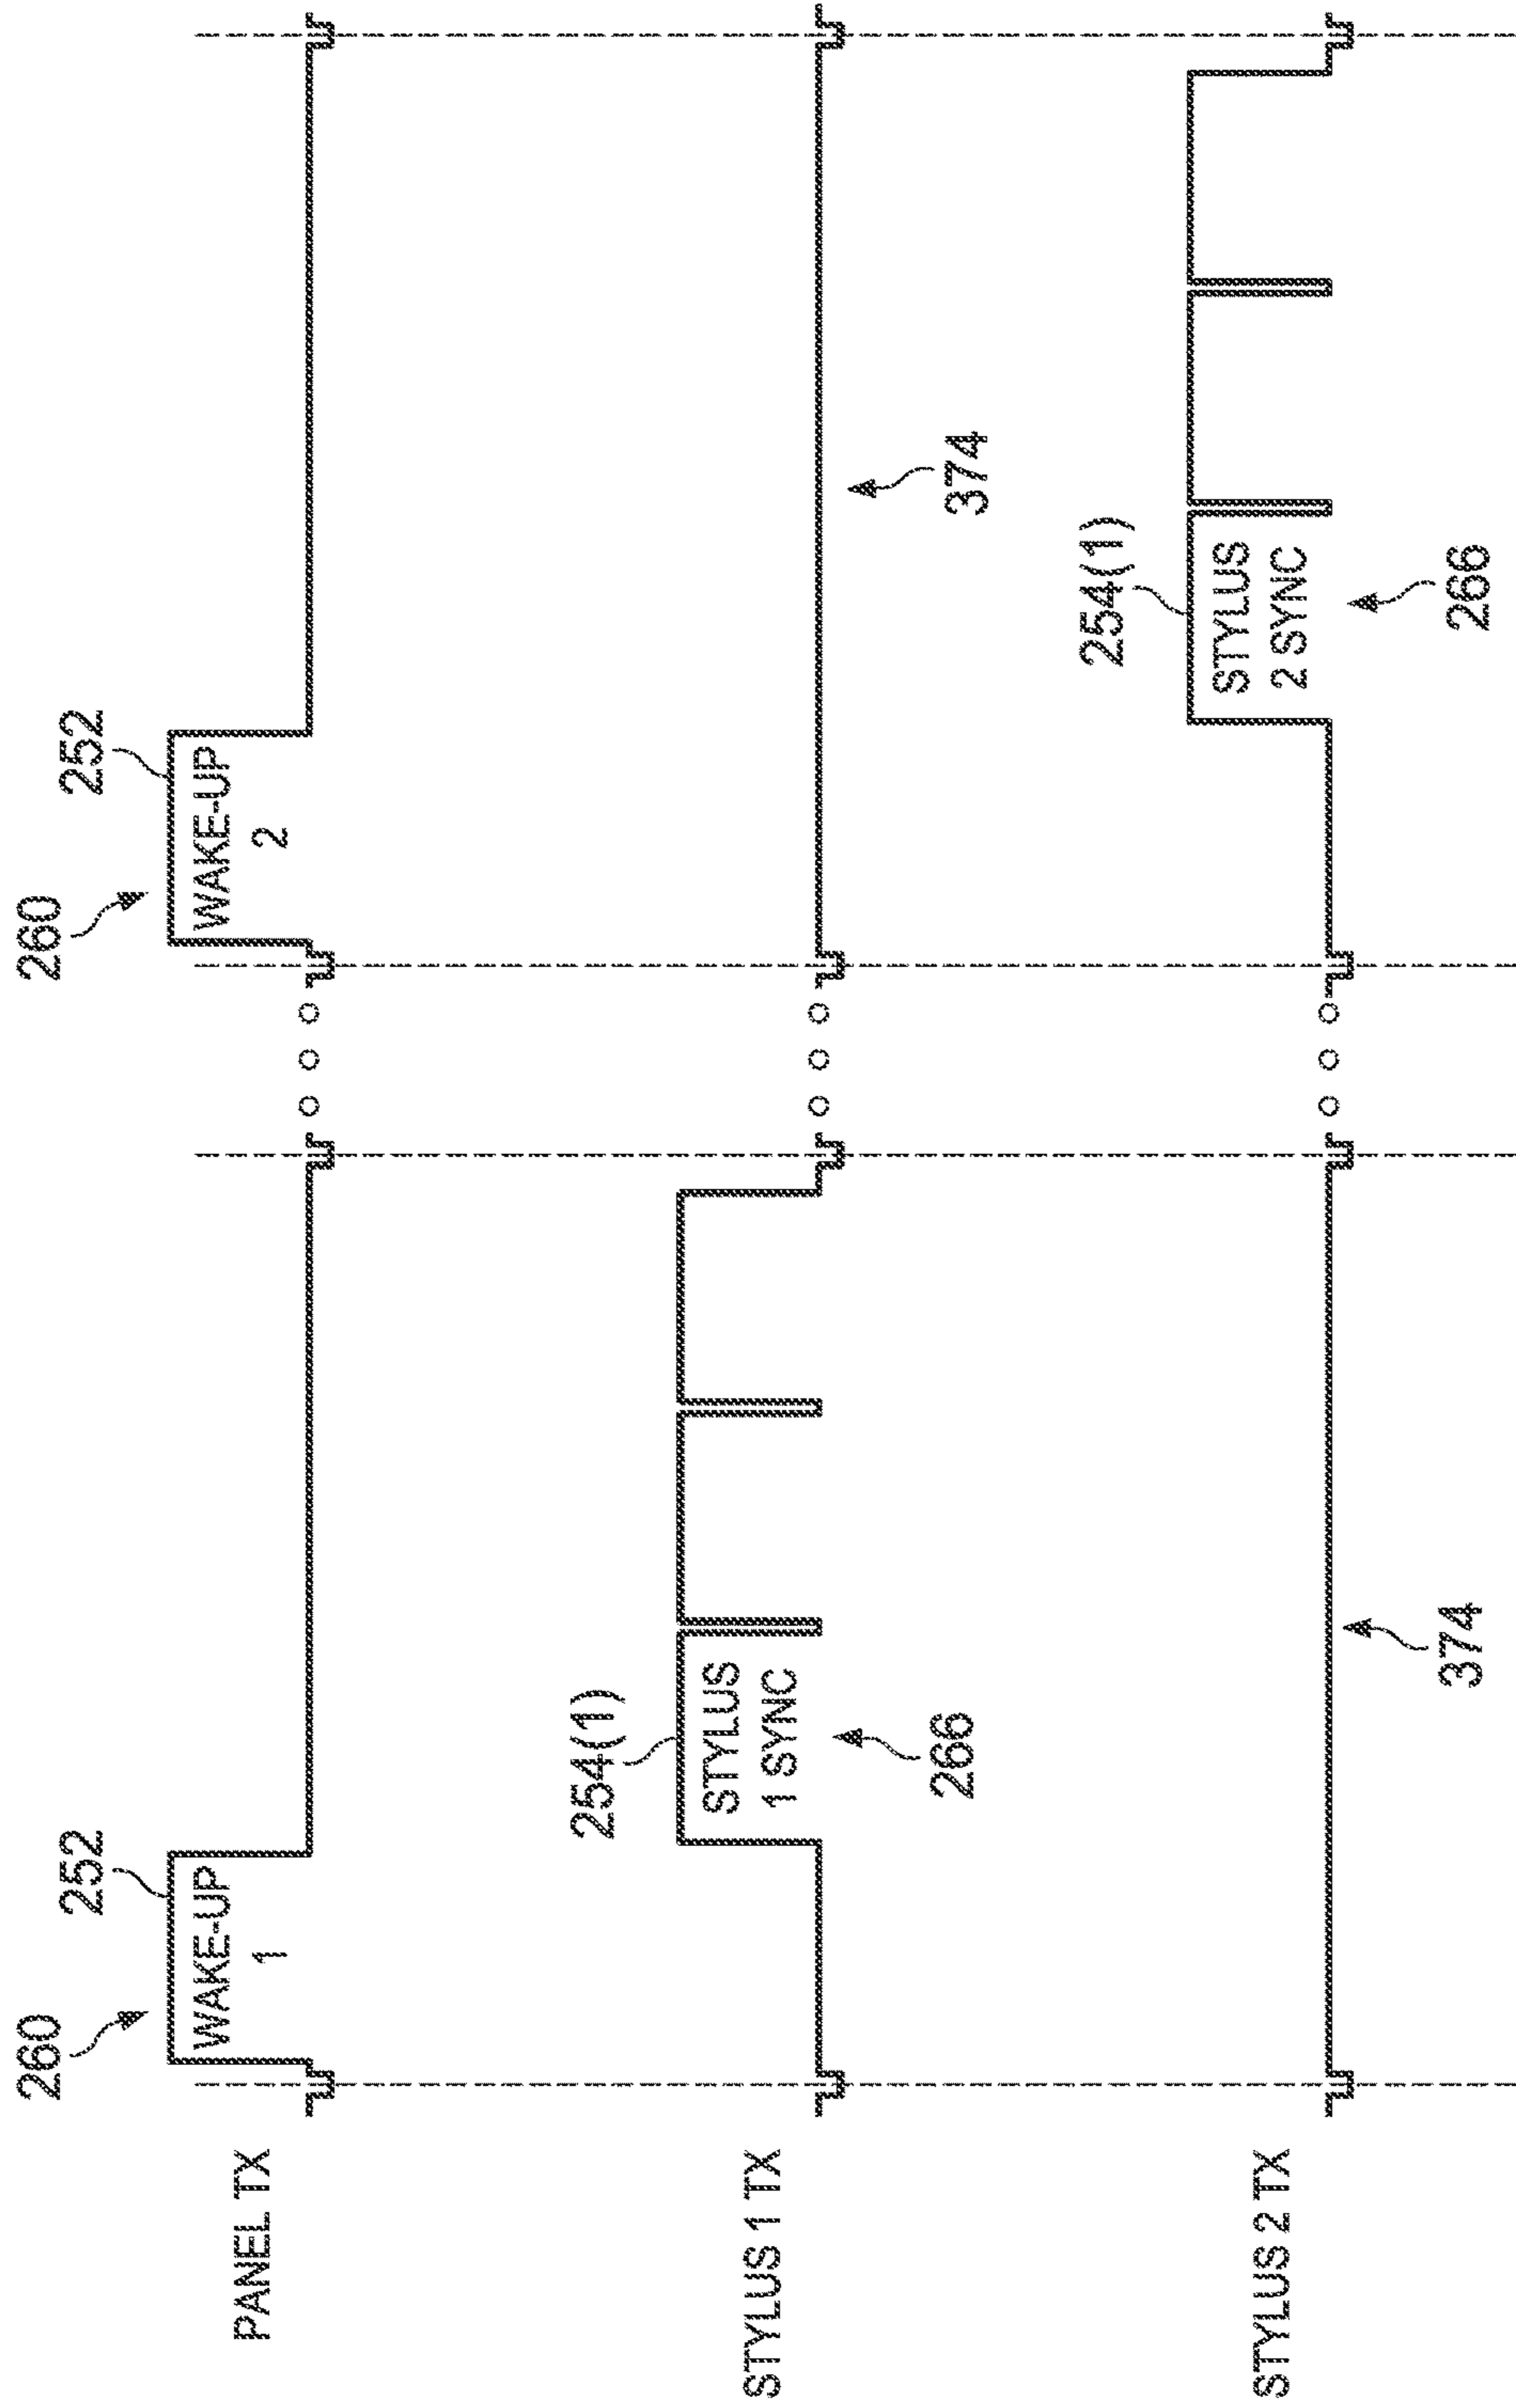 260
252
260
252
PANEL TX
WAKE-UP
1
WAKE-UP
2
254(1)
STYLUS 1 TX
STYLUS
1 SYNC
266
374
254(1)
STYLUS 2 TX
STYLUS
2 SYNC
374
266